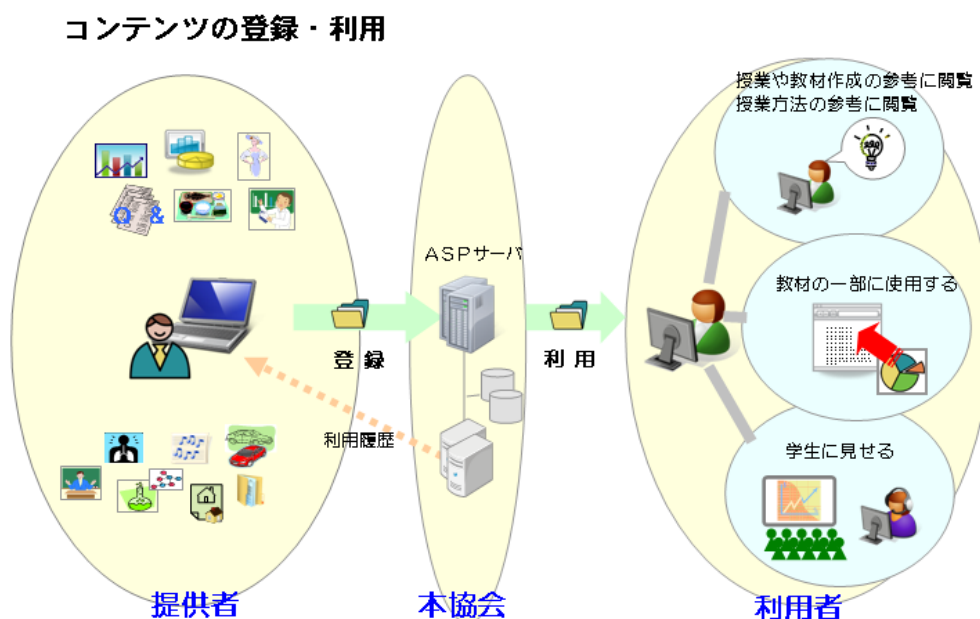 コンテンツの登録・利用
授業や教材作成の参考に閲覧
授業方法の参考に閲覧
Q &
ASPサーバ
教材の一部に使用する
登録
利用
利用履歴
学生に見せる
提供者
本協会
利用者